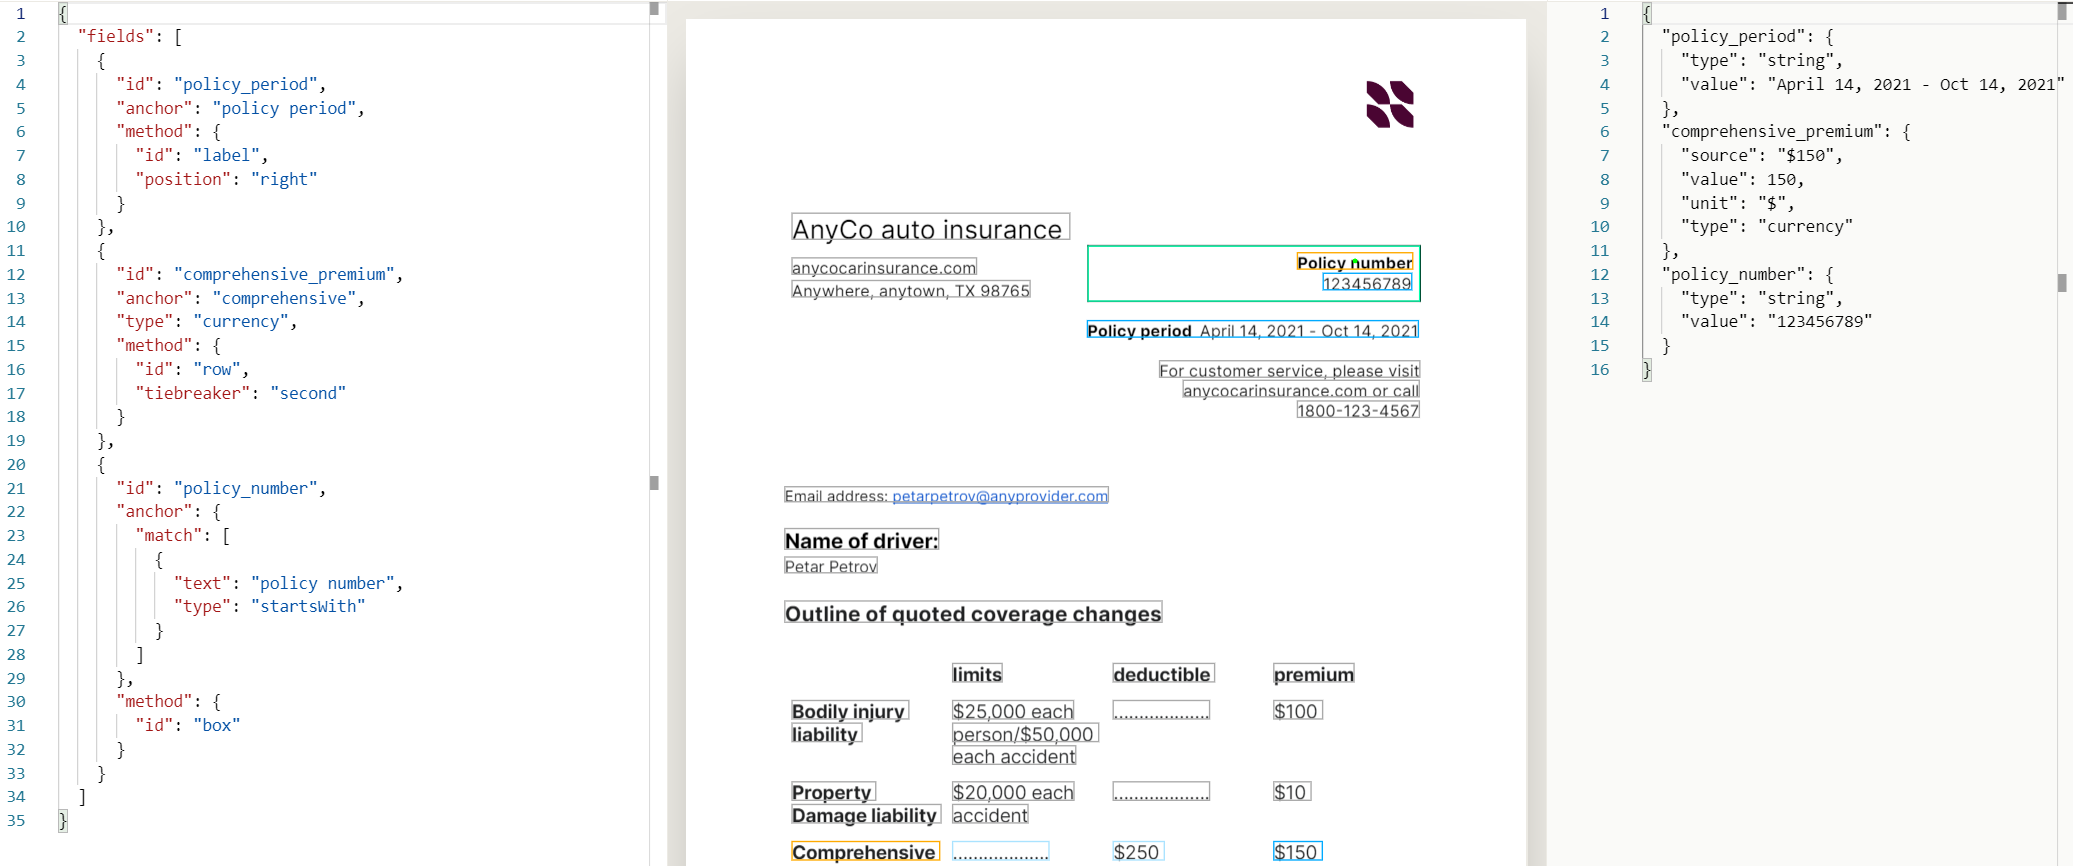 1 {
2 "fields": [
3 {
4 "id": "policy_period",
5 "anchor": "policy period",
6 "method": {
7 "id": "label",
8 "position": "right"
9 }
10 },
11 {
12 "id": "comprehensive_premium",
13 "anchor": "comprehensive",
14 "type": "currency",
15 "method": {
16 "id": "row",
17 "tiebreaker": "second"
18 }
19 },
20 {
21 "id": "policy_number",
22 "anchor": {
23 "match": [
24 {
25 "text": "policy number",
26 "type": "startsWith"
27 }
28 ]
29 },
30 "method": {
31 "id": "box"
32 }
33 }
34 ]
35 }
AnyCo auto insurance
anycocarinsurance.com
Anywhere, anytown, TX 98765
Policy number
123456789
Policy period April 14, 2021 - Oct 14, 2021
For customer service, please visit
anycocarinsurance.com or call
1800-123-4567
Email address: petarpetrov@anyprovider.com
Name of driver:
Petar Petrov
Outline of quoted coverage changes
limits deductible premium
Bodily injury $25,000 each ................... $100
liability person/$50,000
each accident
Property $20,000 each ................... $10
Damage liability accident
Comprehensive ................... $250 $150
1 {
2 "policy_period": {
3 "type": "string",
4 "value": "April 14, 2021 - Oct 14, 2021"
5 },
6 "comprehensive_premium": {
7 "source": "$150",
8 "value": 150,
9 "unit": "$",
10 "type": "currency"
11 },
12 "policy_number": {
13 "type": "string",
14 "value": "123456789"
15 }
16 }